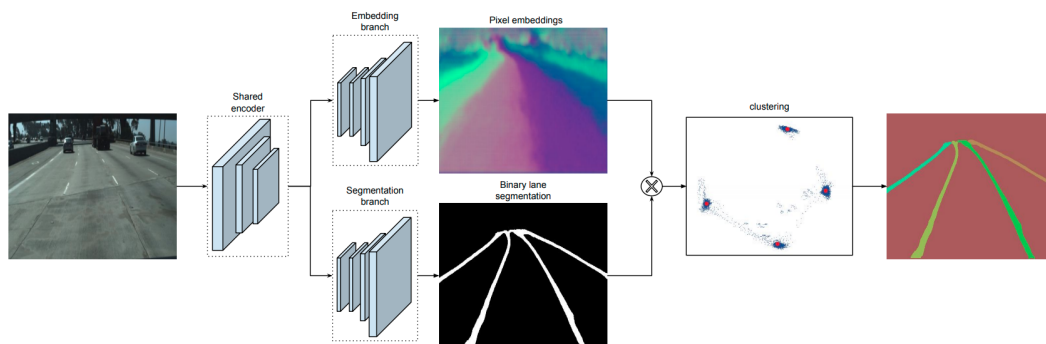 Embedding
branch
Pixel embeddings
Shared
encoder
clustering
Segmentation
branch
Binary lane
segmentation